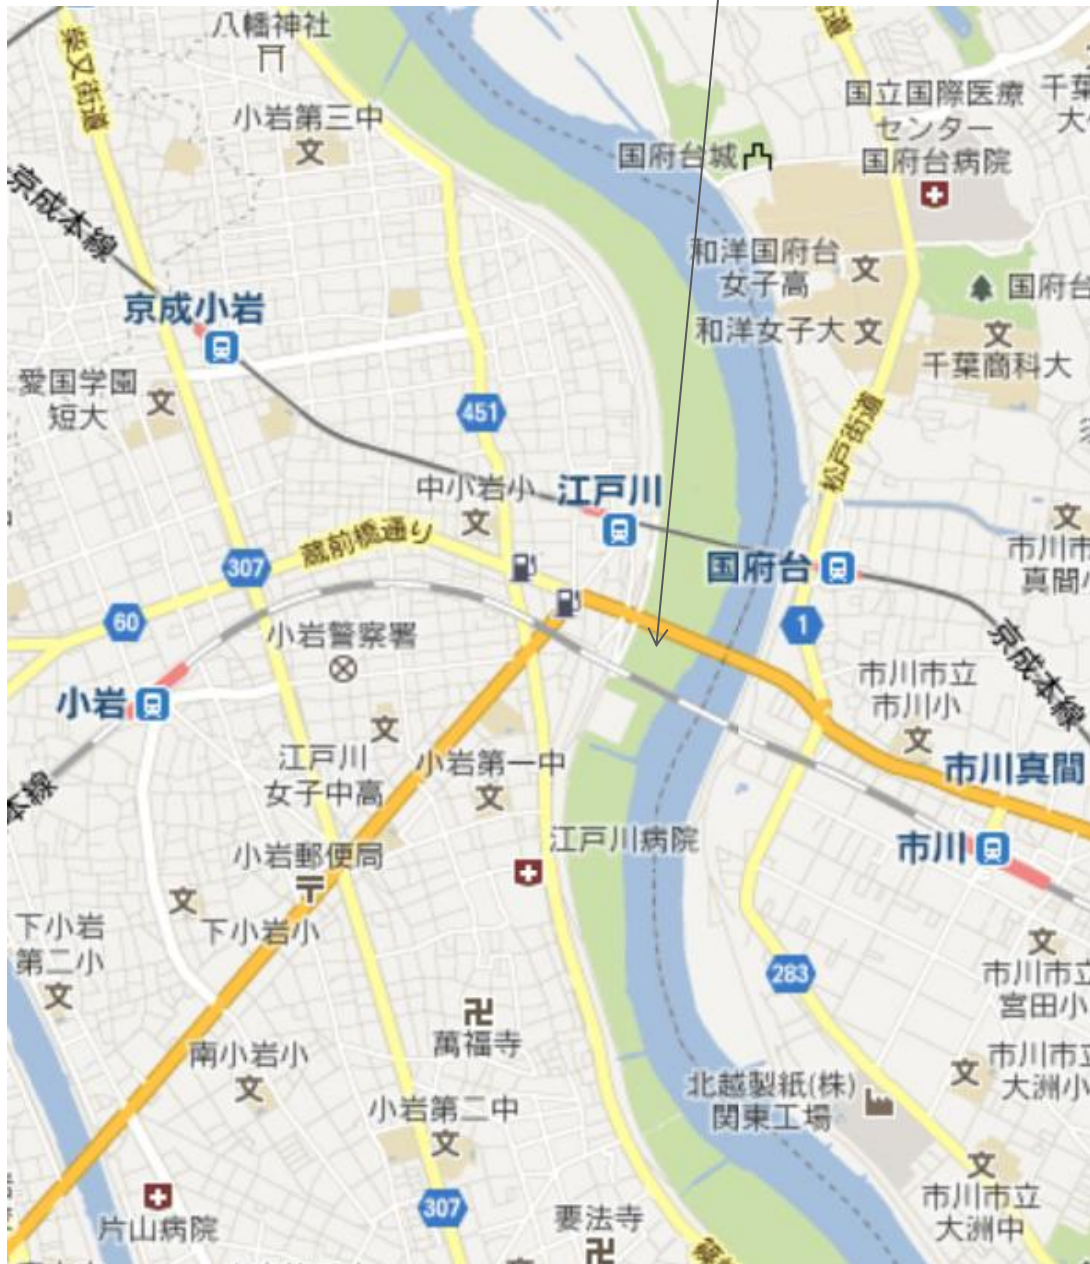 八幡神社
柴又街道
小岩第三中
国立国際医療
センター
国府台病院
千葉
大
国府台城
京成本線
和洋国府台
女子高
国府台
京成小岩
和洋女子大
千葉商科大
愛国学園
短大
451
松戸街道
中小岩小
江戸川
蔵前橋通り
国府台
市川市
真間小
307
60
1
小岩警察署
京成本線
市川市立
市川小
小岩
江戸川
女子中高
小岩第一中
市川真間
本線
江戸川病院
市川
小岩郵便局
下小岩小
下小岩
第二小
283
市川市立
宮田小
萬福寺
南小岩小
市川市立
大洲小
北越製紙(株)
関東工場
小岩第二中
市川市立
大洲中
片山病院
307
要法寺